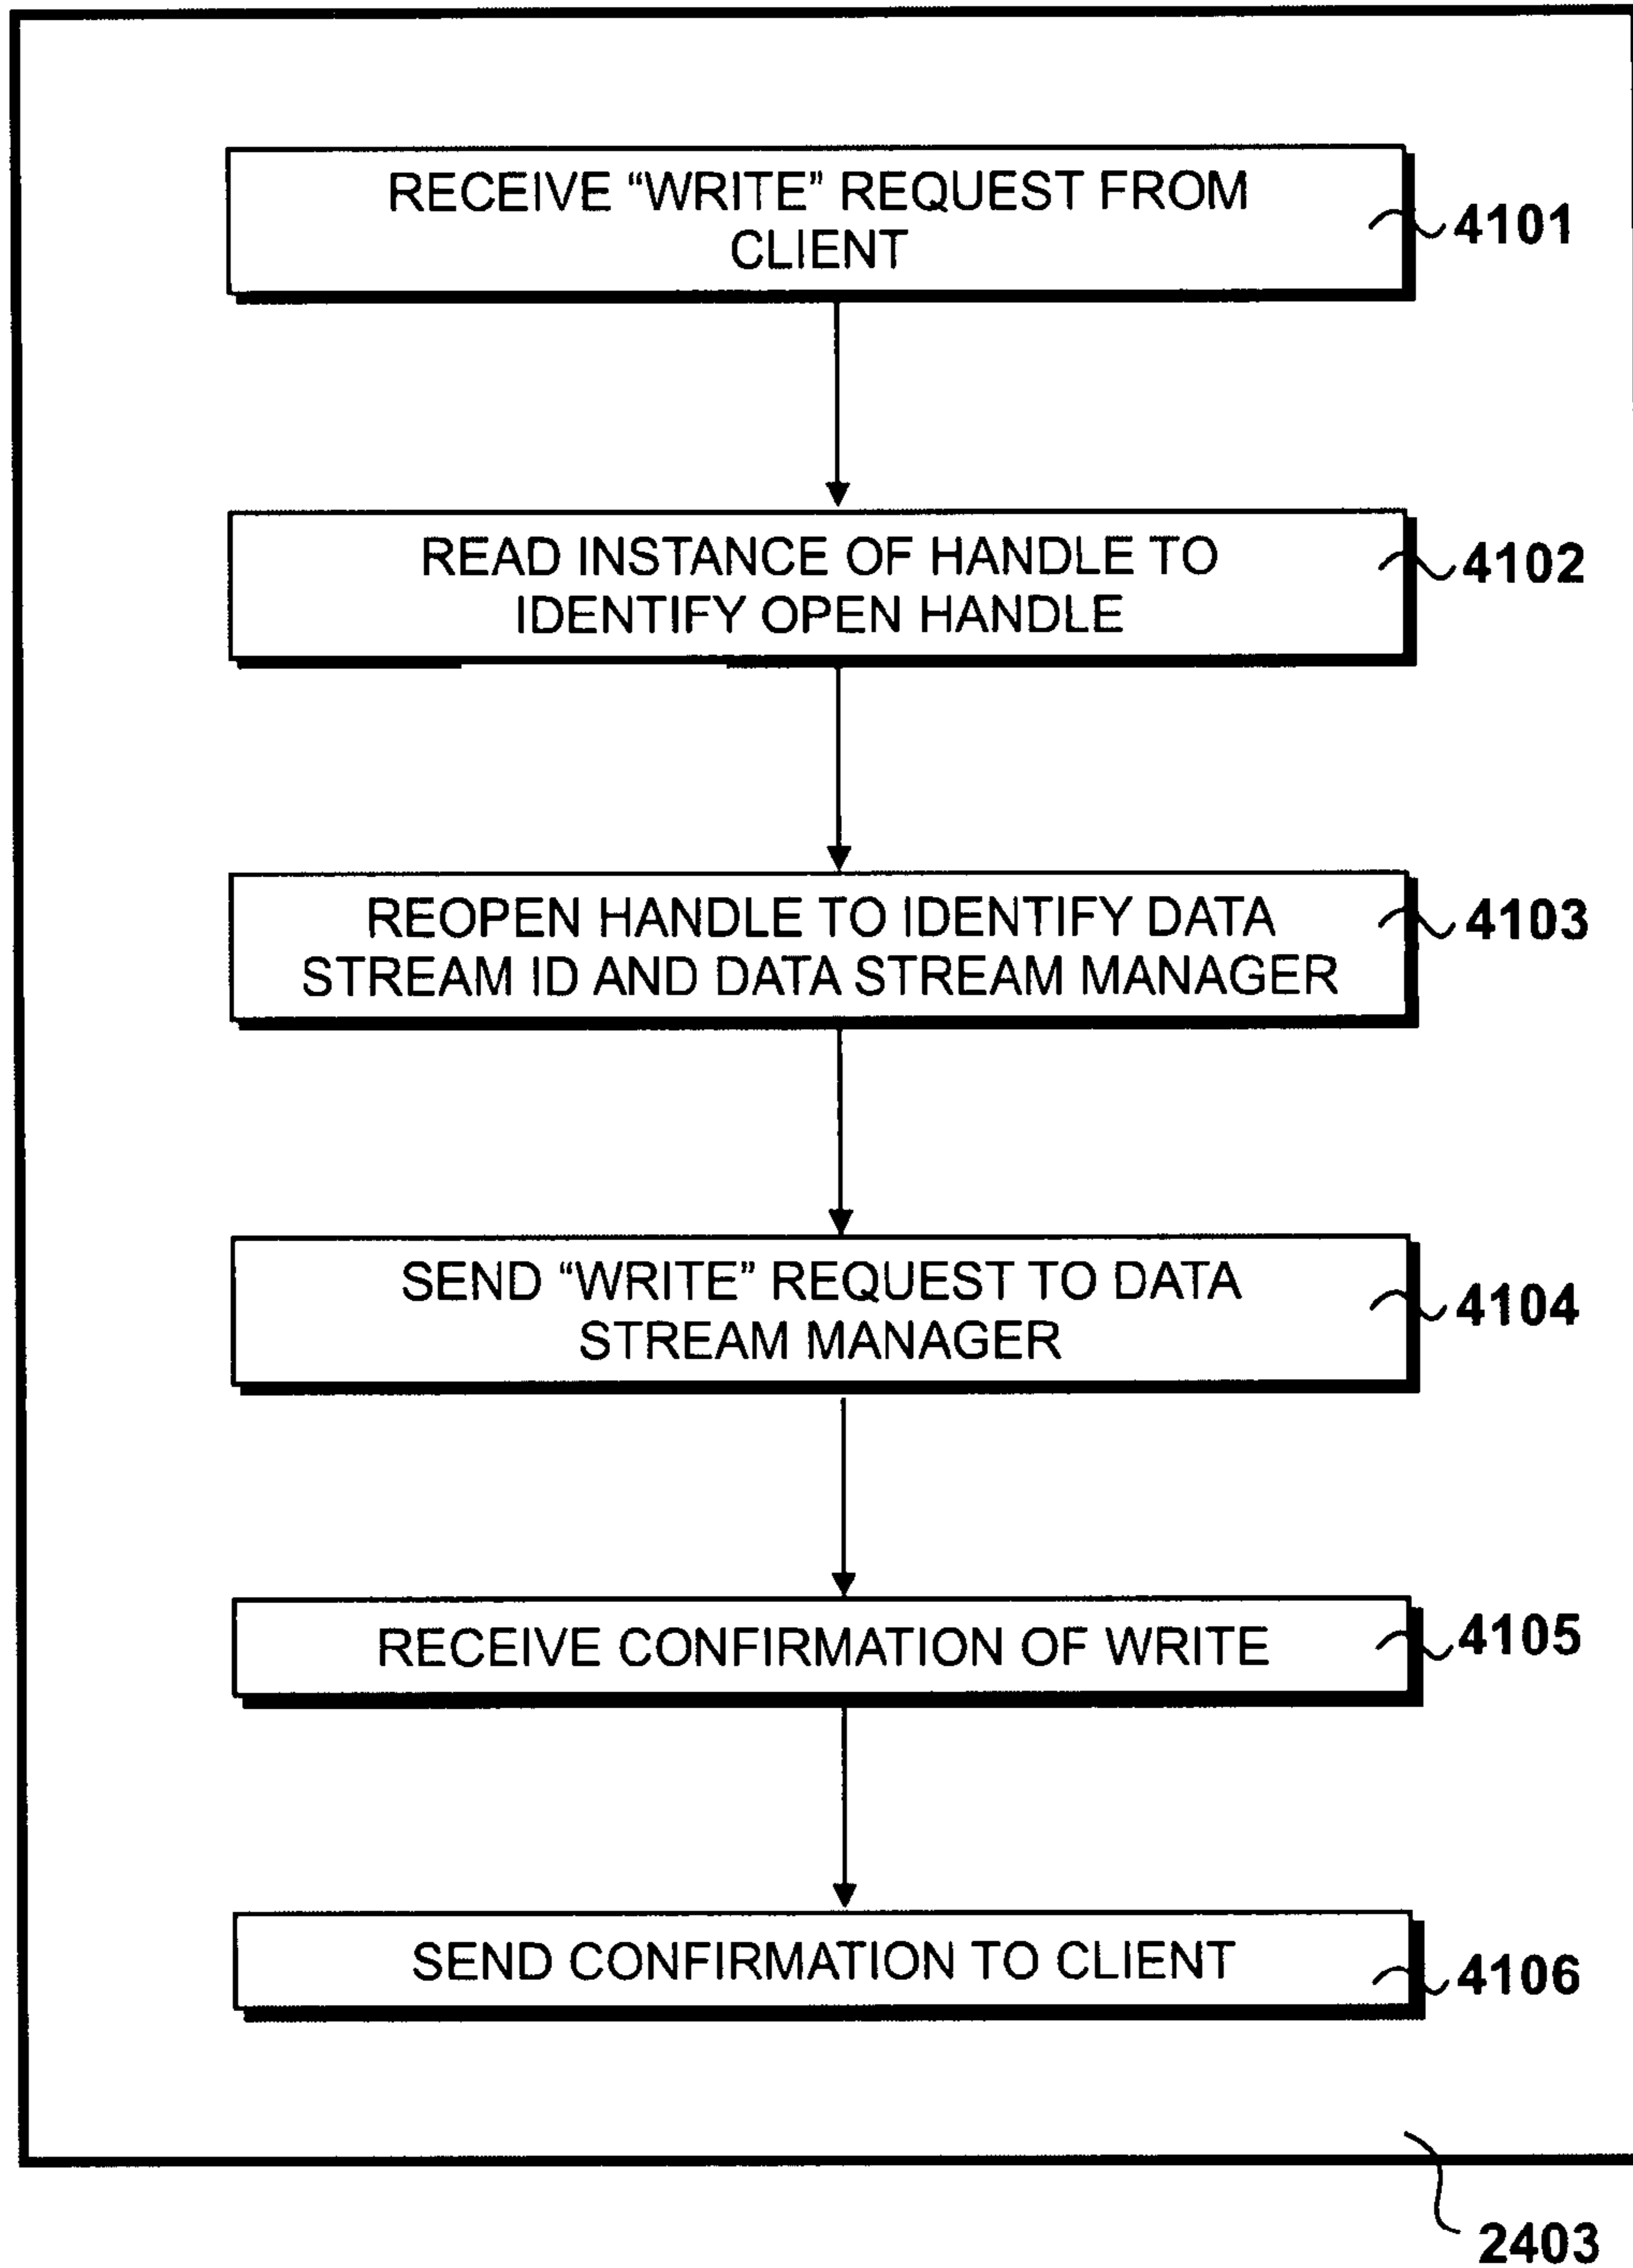 RECEIVE “WRITE” REQUEST FROM
CLIENT
4101
READ INSTANCE OF HANDLE TO
IDENTIFY OPEN HANDLE
4102
REOPEN HANDLE TO IDENTIFY DATA
STREAM ID AND DATA STREAM MANAGER
4103
SEND “WRITE” REQUEST TO DATA
STREAM MANAGER
4104
RECEIVE CONFIRMATION OF WRITE
4105
SEND CONFIRMATION TO CLIENT
4106
2403